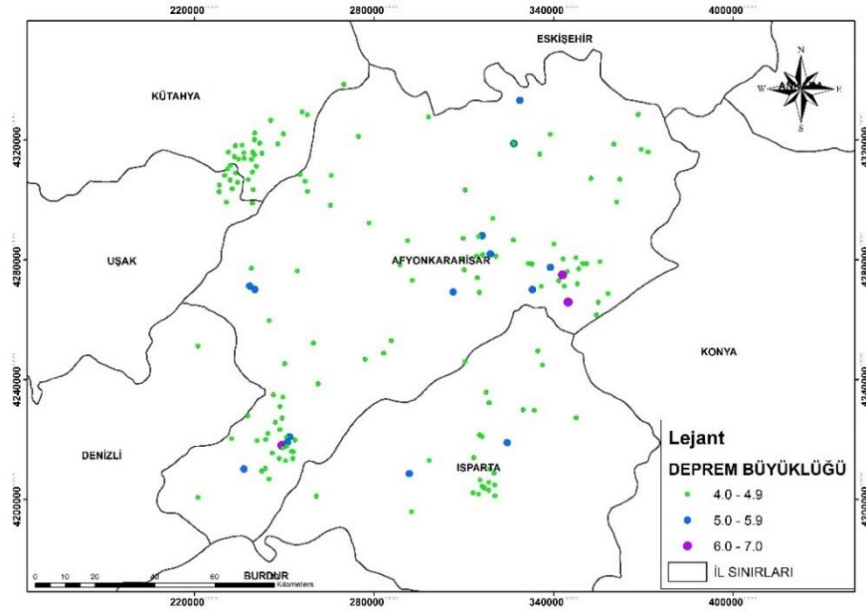 220000 280000 340000 400000
ESKİŞEHİR
KÜTAHYA
N
W E
S
4320000 4320000
UŞAK
AFYONKARAHİSAR
4280000 4280000
KONYA
4240000 4240000
DENİZLİ
ISPARTA
4200000 4200000
BURDUR
Lejant
DEPREM BÜYÜKLÜĞÜ
4.0 - 4.9
5.0 - 5.9
6.0 - 7.0
İL SINIRLARI
0 5 10 20 40 60
Kilometers
220000 280000 340000 400000